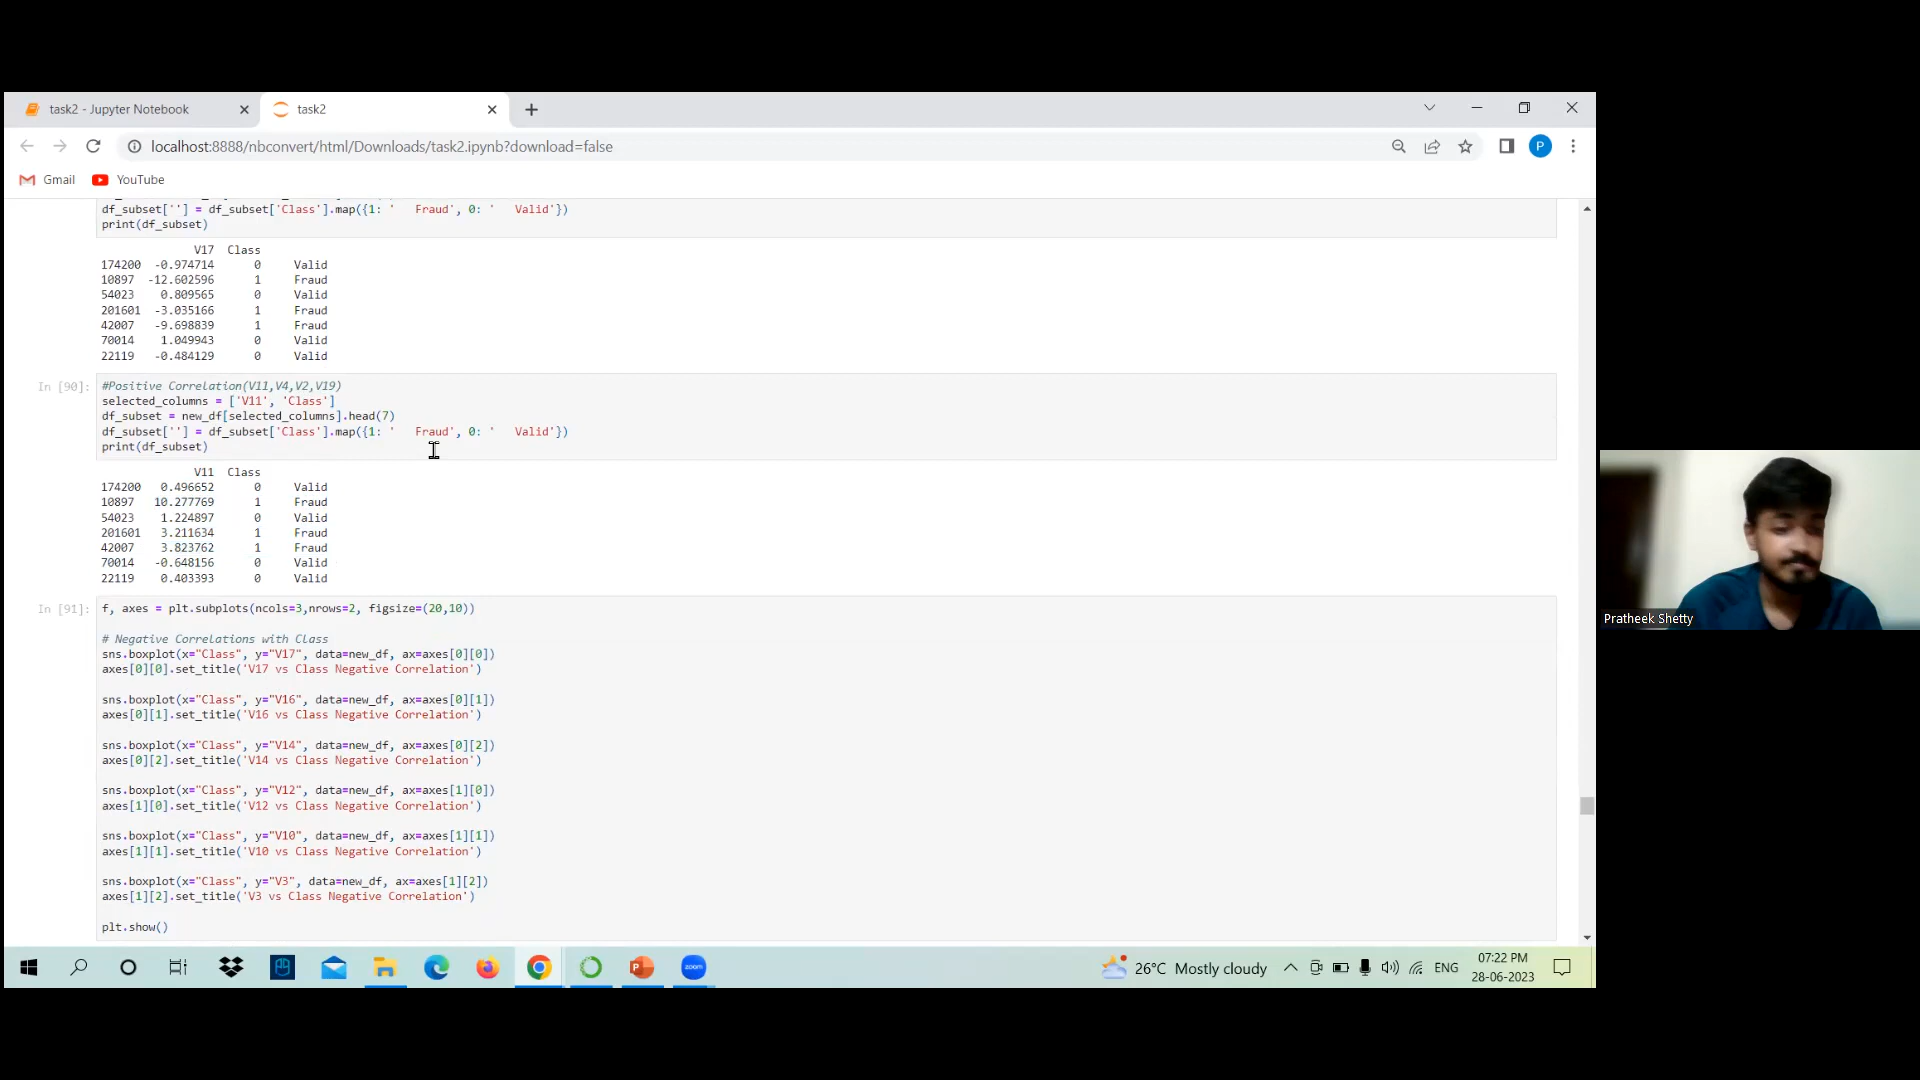 task2 - Jupyter Notebook
task2
localhost:8888/nbconvert/html/Downloads/task2.ipynb?download=false
P
Gmail
YouTube
df_subset[''] = df_subset['Class'].map({1: '   Fraud', 0: '   Valid'})
print(df_subset)
V17 Class
174200 -0.974714 0 Valid
10897 -12.602596 1 Fraud
54023 0.809565 0 Valid
201601 -3.035166 1 Fraud
42007 -9.698839 1 Fraud
70014 1.049943 0 Valid
22119 -0.484129 0 Valid
In [90]:
#Positive Correlation(V11,V4,V2,V19)
selected_columns = ['V11', 'Class']
df_subset = new_df[selected_columns].head(7)
df_subset[''] = df_subset['Class'].map({1: '   Fraud', 0: '   Valid'})
print(df_subset)
V11 Class
174200 0.496652 0 Valid
10897 10.277769 1 Fraud
54023 1.224897 0 Valid
201601 3.211634 1 Fraud
42007 3.823762 1 Fraud
70014 -0.648156 0 Valid
22119 0.403393 0 Valid
In [91]:
f, axes = plt.subplots(ncols=3,nrows=2, figsize=(20,10))
# Negative Correlations with Class
sns.boxplot(x="Class", y="V17", data=new_df, ax=axes[0][0])
axes[0][0].set_title('V17 vs Class Negative Correlation')
sns.boxplot(x="Class", y="V16", data=new_df, ax=axes[0][1])
axes[0][1].set_title('V16 vs Class Negative Correlation')
sns.boxplot(x="Class", y="V14", data=new_df, ax=axes[0][2])
axes[0][2].set_title('V14 vs Class Negative Correlation')
sns.boxplot(x="Class", y="V12", data=new_df, ax=axes[1][0])
axes[1][0].set_title('V12 vs Class Negative Correlation')
sns.boxplot(x="Class", y="V10", data=new_df, ax=axes[1][1])
axes[1][1].set_title('V10 vs Class Negative Correlation')
sns.boxplot(x="Class", y="V3", data=new_df, ax=axes[1][2])
axes[1][2].set_title('V3 vs Class Negative Correlation')
plt.show()
Pratheek Shetty
zoom
26°C Mostly cloudy
ENG
07:22 PM
28-06-2023